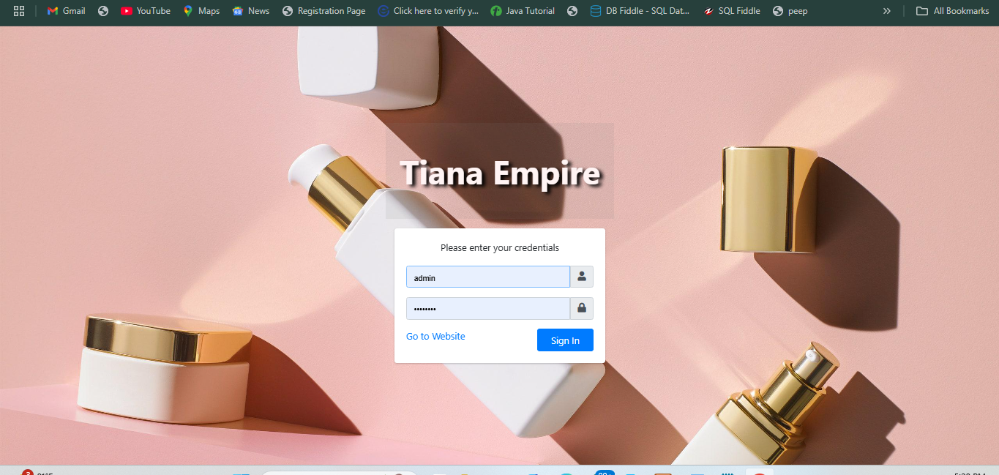 Gmail
YouTube
Maps
News
Registration Page
Click here to verify y...
Java Tutorial
DB Fiddle - SQL Dat...
SQL Fiddle
peep
All Bookmarks
Tiana Empire
Please enter your credentials
admin
Go to Website
Sign In